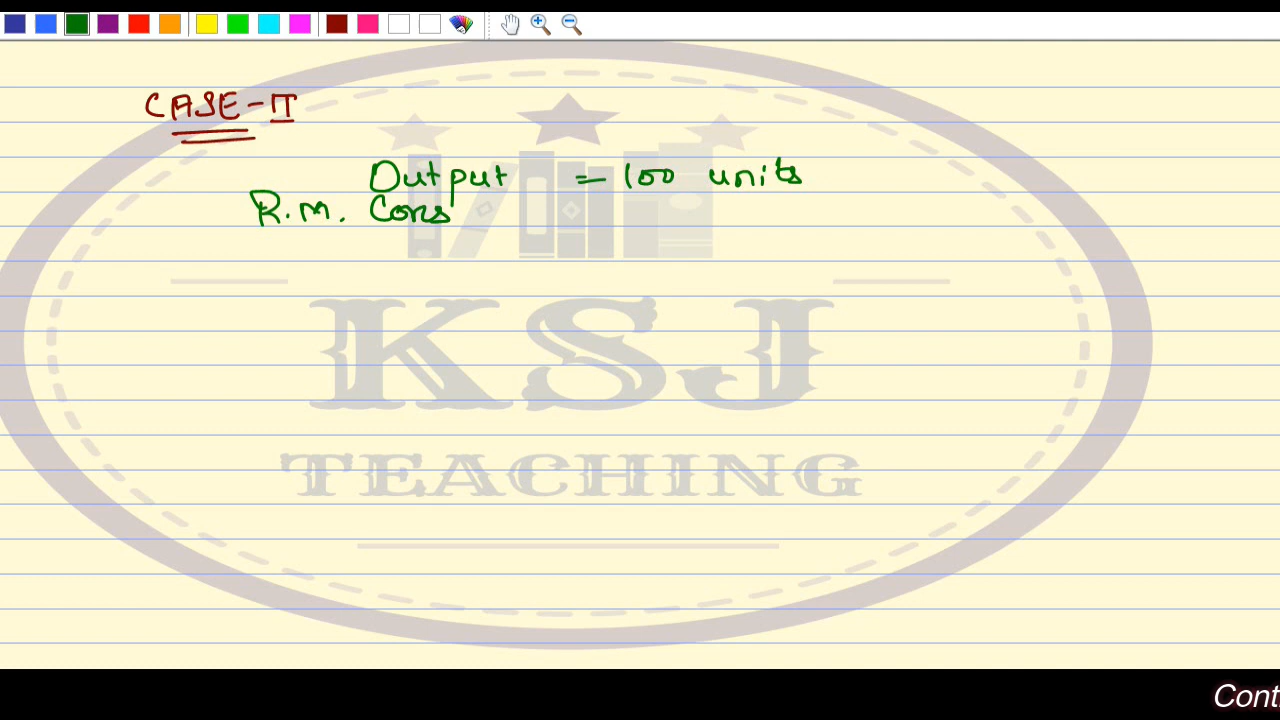 CASE-II
Output = 100 units
R.M. Cons
KSJ
TEACHING
Cont